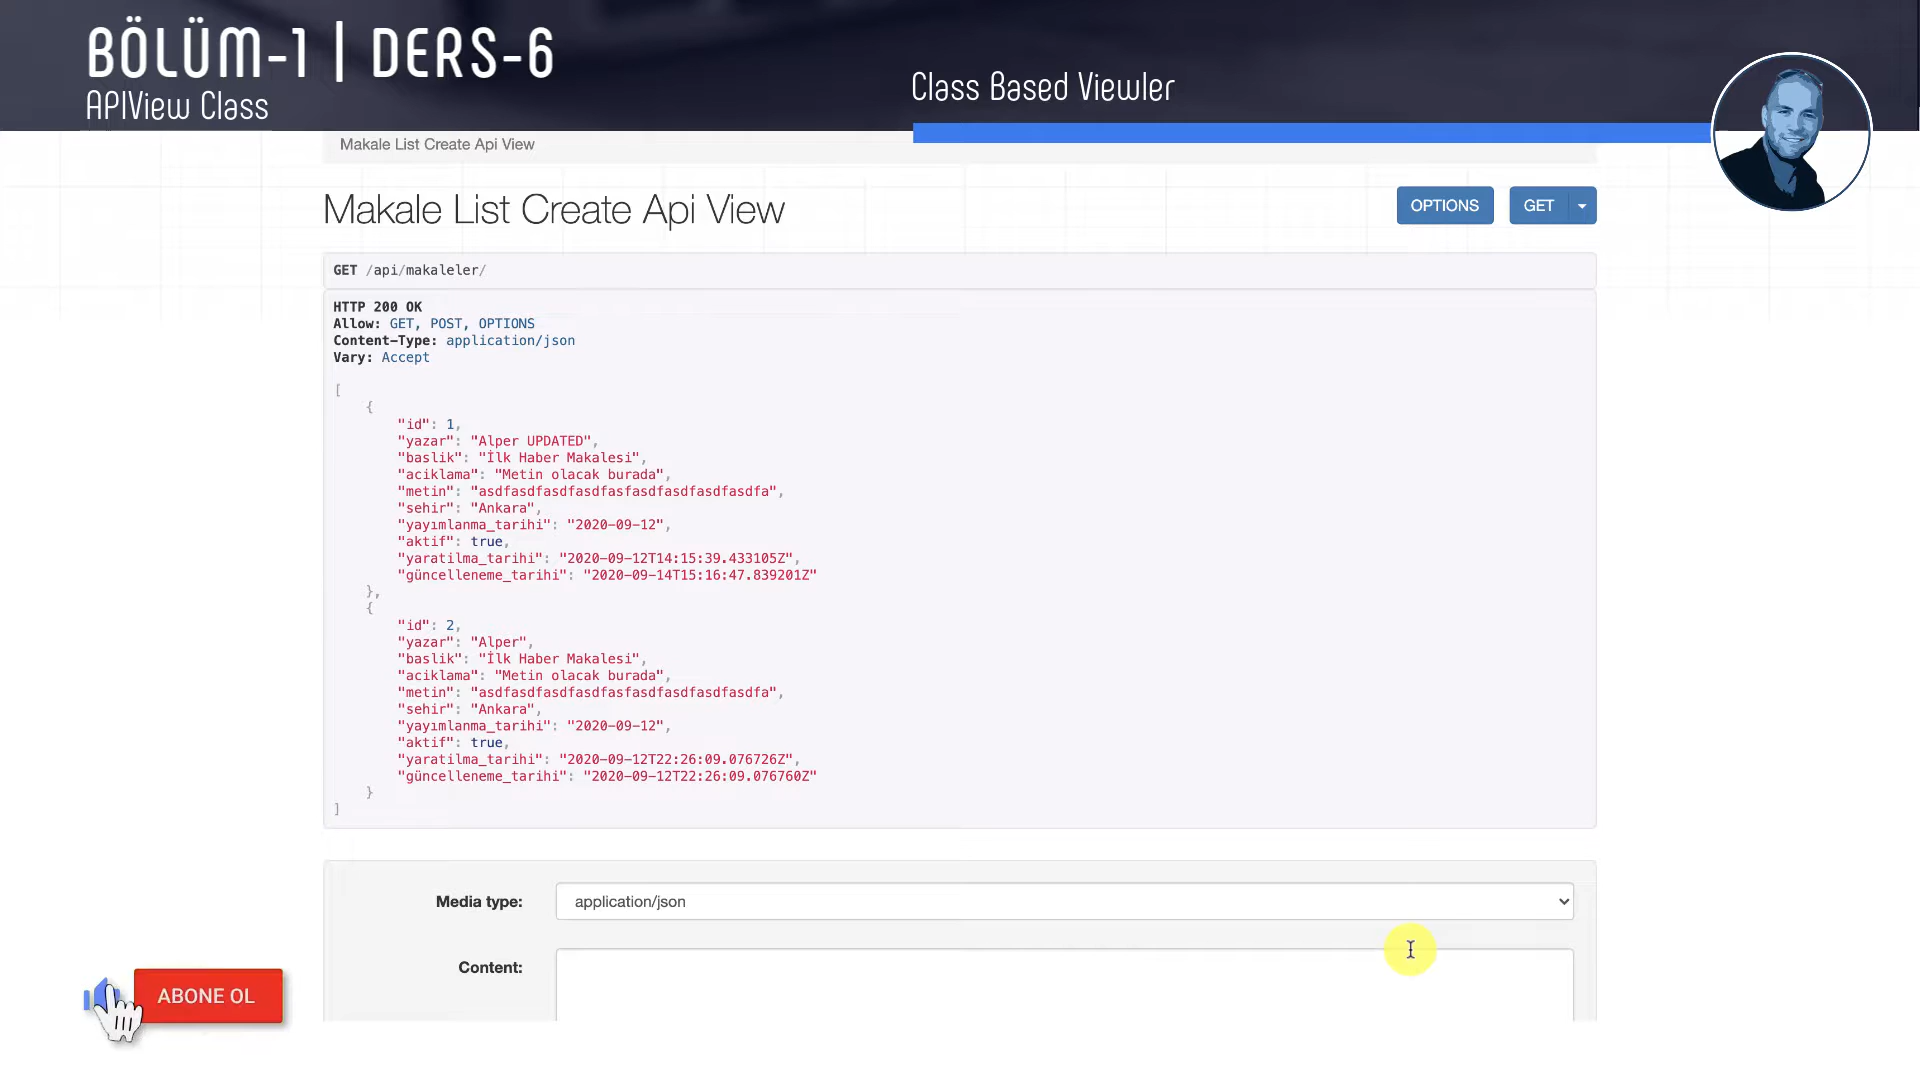 BÖLÜM-1 | DERS-6
APIView Class
Class Based Viewler
Makale List Create Api View
Makale List Create Api View
OPTIONS
GET
GET /api/makaleler/
HTTP 200 OK
Allow: GET, POST, OPTIONS
Content-Type: application/json
Vary: Accept
[
{
"id": 1,
"yazar": "Alper UPDATED",
"baslik": "İlk Haber Makalesi",
"aciklama": "Metin olacak burada",
"metin": "asdfasdfasdfasdfasfasdfasdfasdfasdfa",
"sehir": "Ankara",
"yayımlanma_tarihi": "2020-09-12",
"aktif": true,
"yaratilma_tarihi": "2020-09-12T14:15:39.433105Z",
"güncelleneme_tarihi": "2020-09-14T15:16:47.839201Z"
},
{
"id": 2,
"yazar": "Alper",
"baslik": "İlk Haber Makalesi",
"aciklama": "Metin olacak burada",
"metin": "asdfasdfasdfasdfasfasdfasdfasdfasdfa",
"sehir": "Ankara",
"yayımlanma_tarihi": "2020-09-12",
"aktif": true,
"yaratilma_tarihi": "2020-09-12T22:26:09.076726Z",
"güncelleneme_tarihi": "2020-09-12T22:26:09.076760Z"
}
]
Media type:
application/json
Content:
ABONE OL